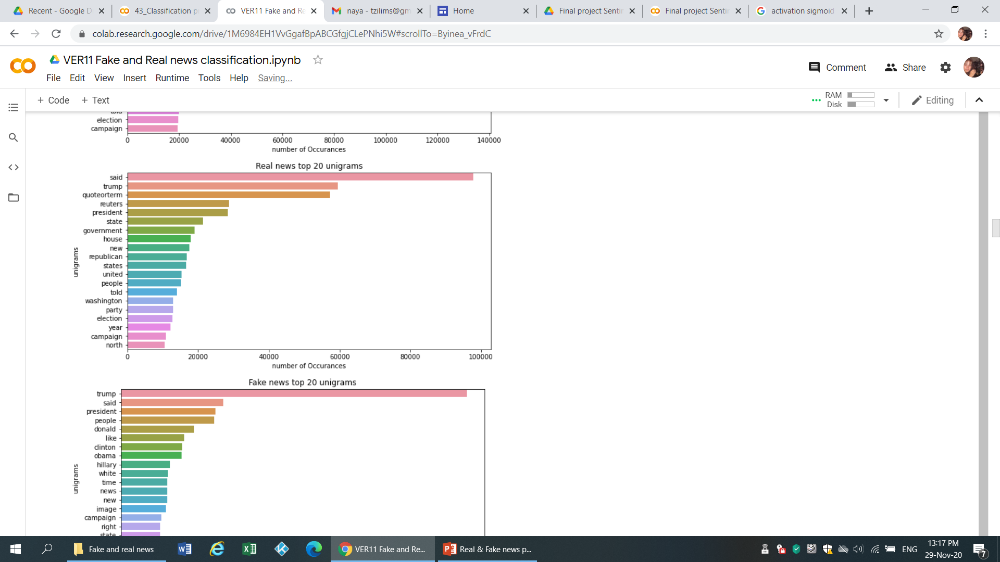 Recent - Google D
43_Classification p
VER11 Fake and Re
naya - tzilims@gm
Home
Final project Senti
Final project Senti
activation sigmoid
colab.research.google.com/drive/1M6984EH1VvGgafBpABCGfgjCLePNhi5W#scrollTo=Byinea_vFrdC
VER11 Fake and Real news classification.ipynb
Comment
Share
File Edit View Insert Runtime Tools Help Saving...
+ Code + Text
RAM
Disk
Editing
told
election
campaign
0 20000 40000 60000 80000 100000 120000 140000
number of Occurances
Real news top 20 unigrams
unigrams
said
trump
quoteorterm
reuters
president
state
government
house
new
republican
states
united
people
told
washington
party
election
year
campaign
north
0 20000 40000 60000 80000 100000
number of Occurances
Fake news top 20 unigrams
unigrams
trump
said
president
people
donald
like
clinton
obama
hillary
white
time
news
new
image
campaign
right
state
Fake and real news
VER11 Fake and Re...
Real & Fake news p...
ENG
13:17 PM
29-Nov-20
7